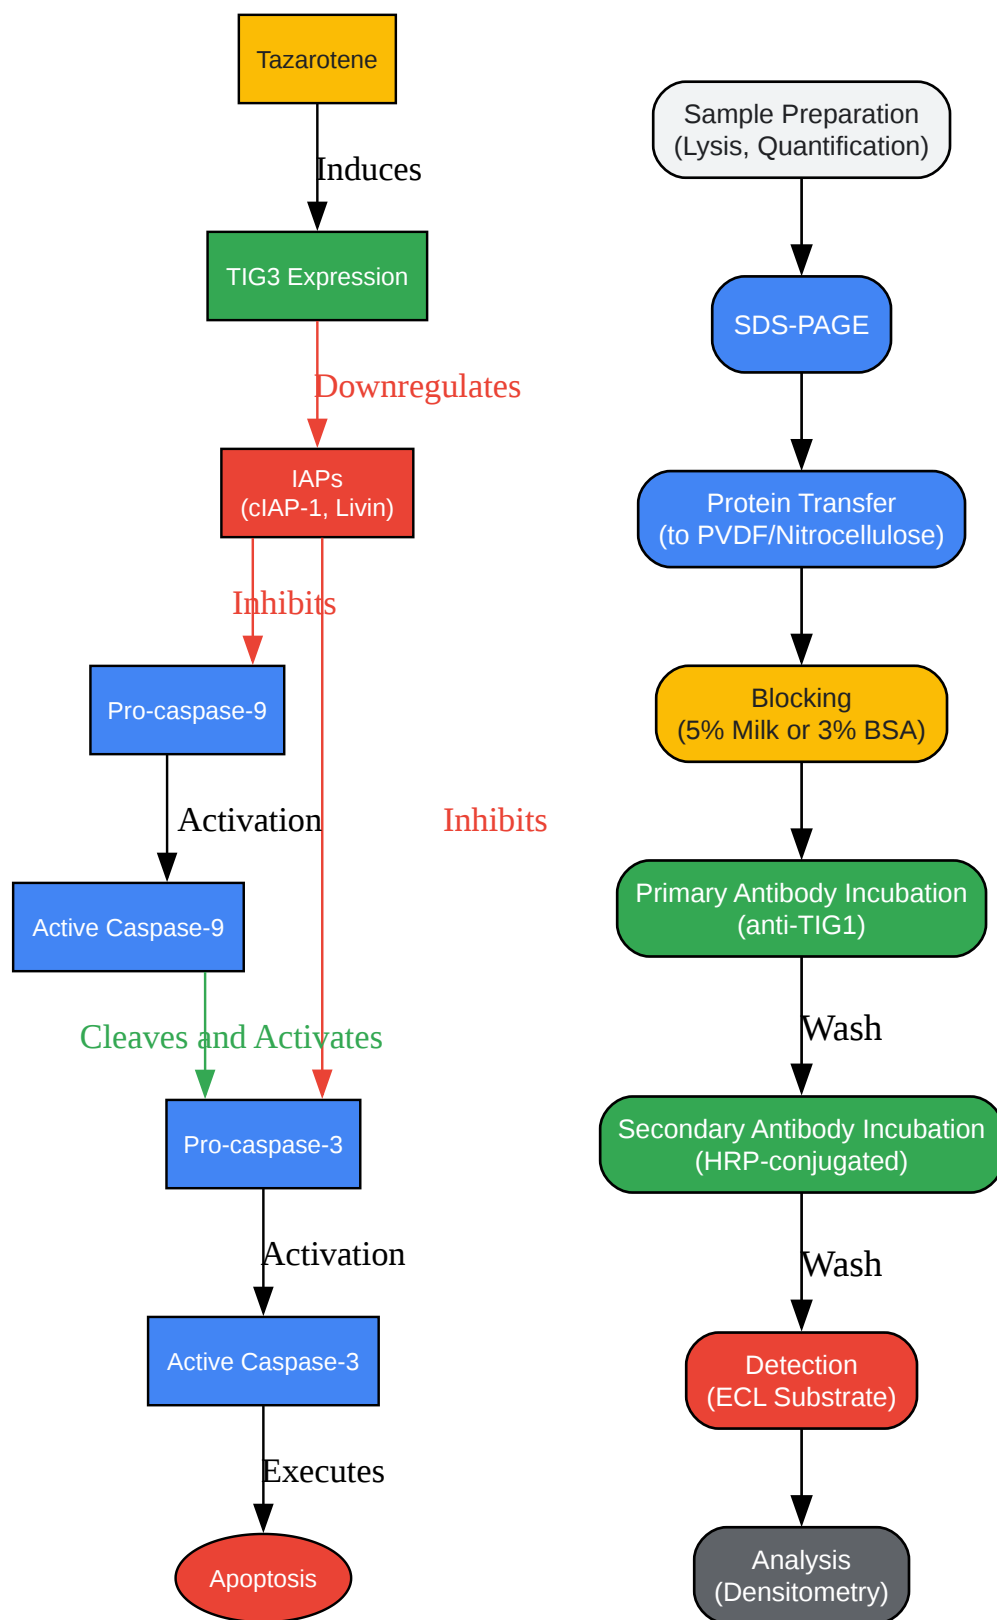 Tazarotene
Induces
TIG3 Expression
Downregulates
IAPs
(cIAP-1, Livin)
Inhibits
Pro-caspase-9
Activation
Inhibits
Active Caspase-9
Cleaves and Activates
Pro-caspase-3
Activation
Active Caspase-3
Executes
Apoptosis
Sample Preparation
(Lysis, Quantification)
SDS-PAGE
Protein Transfer
(to PVDF/Nitrocellulose)
Blocking
(5% Milk or 3% BSA)
Primary Antibody Incubation
(anti-TIG1)
Wash
Secondary Antibody Incubation
(HRP-conjugated)
Wash
Detection
(ECL Substrate)
Analysis
(Densitometry)